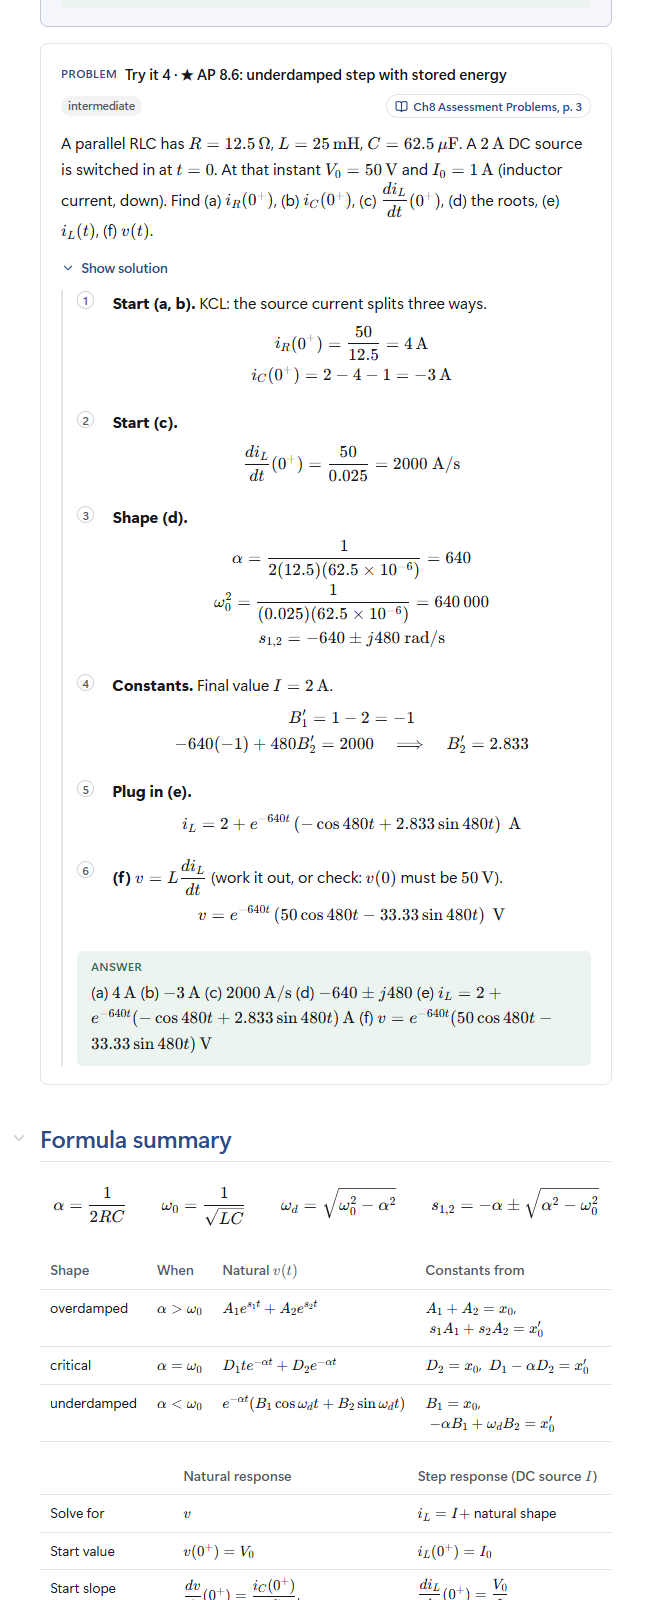 PROBLEM Try it 4 · ★ AP 8.6: underdamped step with stored energy
intermediate
Ch8 Assessment Problems, p. 3
A parallel RLC has R = 12.5 Ω, L = 25 mH, C = 62.5 μF. A 2 A DC source
is switched in at t = 0. At that instant V₀ = 50 V and I₀ = 1 A (inductor
current, down). Find (a) i_R(0⁺), (b) i_C(0⁺), (c) di_L/dt (0⁺), (d) the roots, (e)
i_L(t), (f) v(t).
Show solution
1 Start (a, b). KCL: the source current splits three ways.
i_R(0⁺) = 50/12.5 = 4 A
i_C(0⁺) = 2 − 4 − 1 = −3 A
2 Start (c).
di_L/dt (0⁺) = 50/0.025 = 2000 A/s
3 Shape (d).
α = 1/(2(12.5)(62.5 × 10⁻⁶)) = 640
ω₀² = 1/((0.025)(62.5 × 10⁻⁶)) = 640 000
s₁,₂ = −640 ± j480 rad/s
4 Constants. Final value I = 2 A.
B′₁ = 1 − 2 = −1
−640(−1) + 480B′₂ = 2000 ⟹ B′₂ = 2.833
5 Plug in (e).
i_L = 2 + e^(−640t) (− cos 480t + 2.833 sin 480t) A
6 (f) v = L di_L/dt (work it out, or check: v(0) must be 50 V).
v = e^(−640t) (50 cos 480t − 33.33 sin 480t) V
ANSWER
(a) 4 A (b) −3 A (c) 2000 A/s (d) −640 ± j480 (e) i_L = 2 +
e^(−640t)(− cos 480t + 2.833 sin 480t) A (f) v = e^(−640t)(50 cos 480t −
33.33 sin 480t) V
Formula summary
α = 1/(2RC) ω₀ = 1/√(LC) ω_d = √(ω₀² − α²) s₁,₂ = −α ± √(α² − ω₀²)
Shape When Natural v(t) Constants from
overdamped α > ω₀ A₁e^(s₁t) + A₂e^(s₂t) A₁ + A₂ = x₀,
s₁A₁ + s₂A₂ = x′₀
critical α = ω₀ D₁te^(−αt) + D₂e^(−αt) D₂ = x₀, D₁ − αD₂ = x′₀
underdamped α < ω₀ e^(−αt)(B₁ cos ω_d t + B₂ sin ω_d t) B₁ = x₀,
−αB₁ + ω_d B₂ = x′₀
Natural response Step response (DC source I)
Solve for v i_L = I + natural shape
Start value v(0⁺) = V₀ i_L(0⁺) = I₀
Start slope dv (0⁺) = i_C(0⁺) di_L (0⁺) = V₀